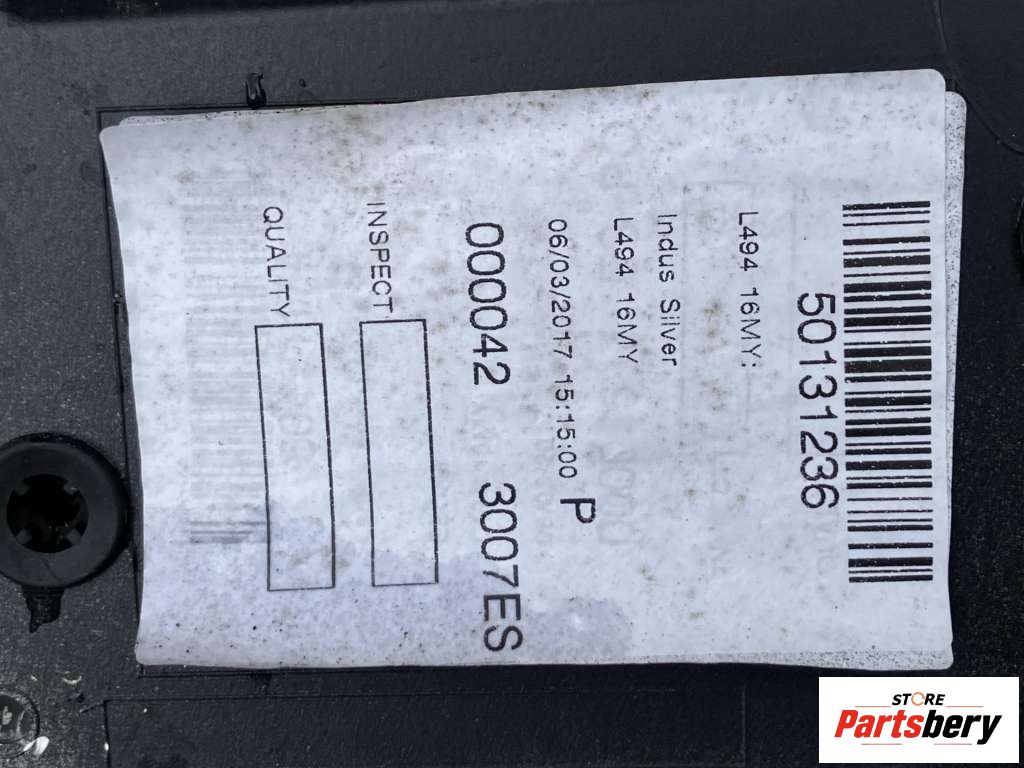 50131236
L494 16MY:
Indus Silver
L494 16MY
06/03/2017 15:15:00 P
000042 3007ES
INSPECT
QUALITY
STORE
Partsbery